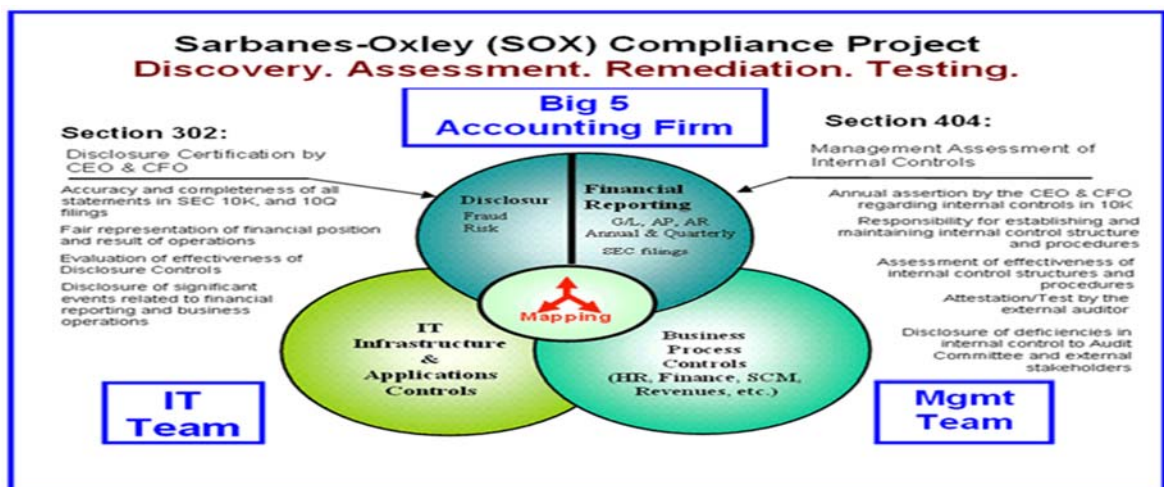 Sarbanes-Oxley (SOX) Compliance Project
Discovery. Assessment. Remediation. Testing.
Big 5
Accounting Firm
Section 302:
Disclosure Certification by
CEO & CFO
Accuracy and completeness of all
statements in SEC 10K, and 10Q
filings
Fair representation of financial position
and result of operations
Evaluation of effectiveness of
Disclosure Controls
Disclosure of significant
events related to financial
reporting and business
operations
Section 404:
Management Assessment of
Internal Controls
Annual assertion by the CEO & CFO
regarding internal controls in 10K
Responsibility for establishing and
maintaining internal control structure
and procedures
Assessment of effectiveness of
internal control structures and
procedures
Attestation/Test by the
external auditor
Disclosure of deficiencies in
internal control to Audit
Committee and external
stakeholders
Disclosur
Fraud
Risk
Financial
Reporting
G/L, AP, AR
Annual & Quarterly
SEC filings
Mapping
IT
Infrastructure
&
Applications
Controls
Business
Process
Controls
(HR, Finance, SCM,
Revenues, etc.)
IT
Team
Mgmt
Team